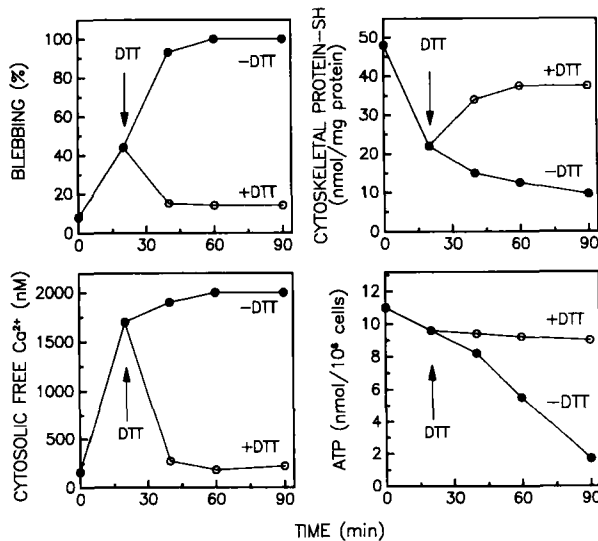 BLEBBING (%)
100
80
60
40
20
0
DTT
−DTT
+DTT
0 30 60 90
CYTOSKELETAL PROTEIN−SH
(nmol/mg protein)
50
40
30
20
10
0
DTT
+DTT
−DTT
0 30 60 90
CYTOSOLIC FREE Ca²⁺ (nM)
2000
1500
1000
500
0
−DTT
DTT
+DTT
0 30 60 90
ATP (nmol/10⁶ cells)
12
10
8
6
4
2
0
+DTT
DTT
−DTT
0 30 60 90
TIME (min)